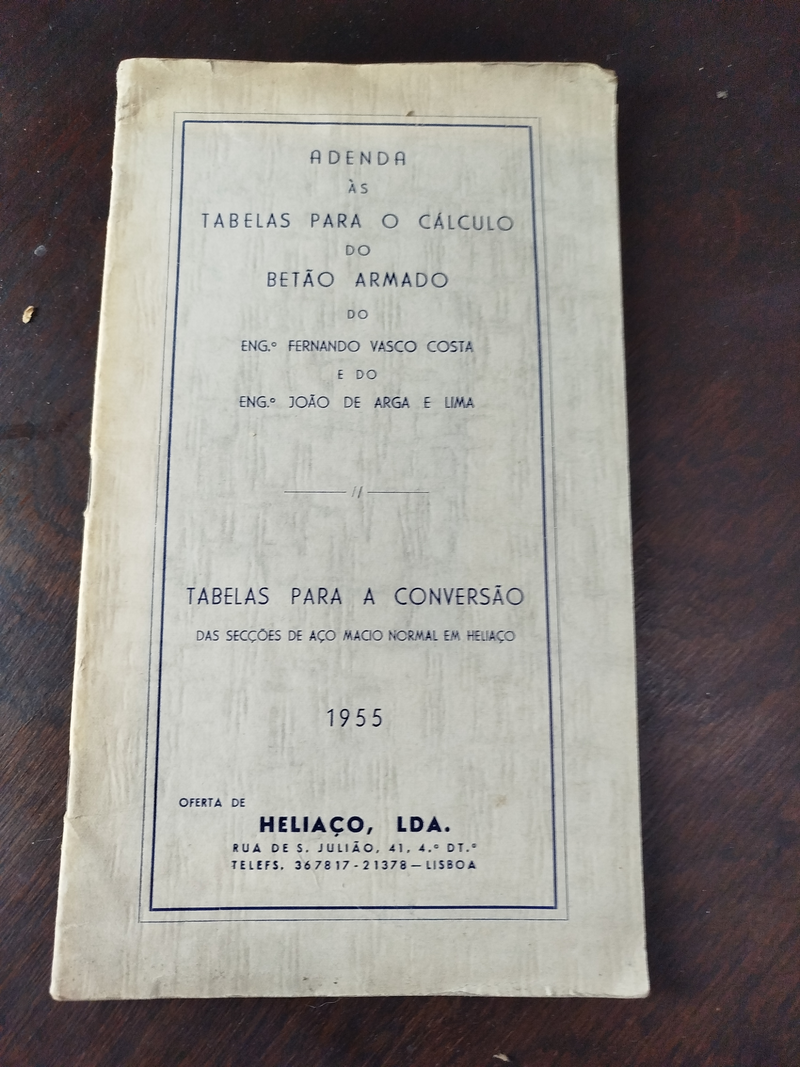 ADENDA
ÀS
TABELAS PARA O CÁLCULO
DO
BETÃO ARMADO
DO
ENG.º FERNANDO VASCO COSTA
E DO
ENG.º JOÃO DE ARGA E LIMA
//
TABELAS PARA A CONVERSÃO
DAS SECÇÕES DE AÇO MACIO NORMAL EM HELIAÇO
1955
OFERTA DE
HELIAÇO, LDA.
RUA DE S. JULIÃO, 41, 4.º DT.º
TELEFS. 367817-21378—LISBOA